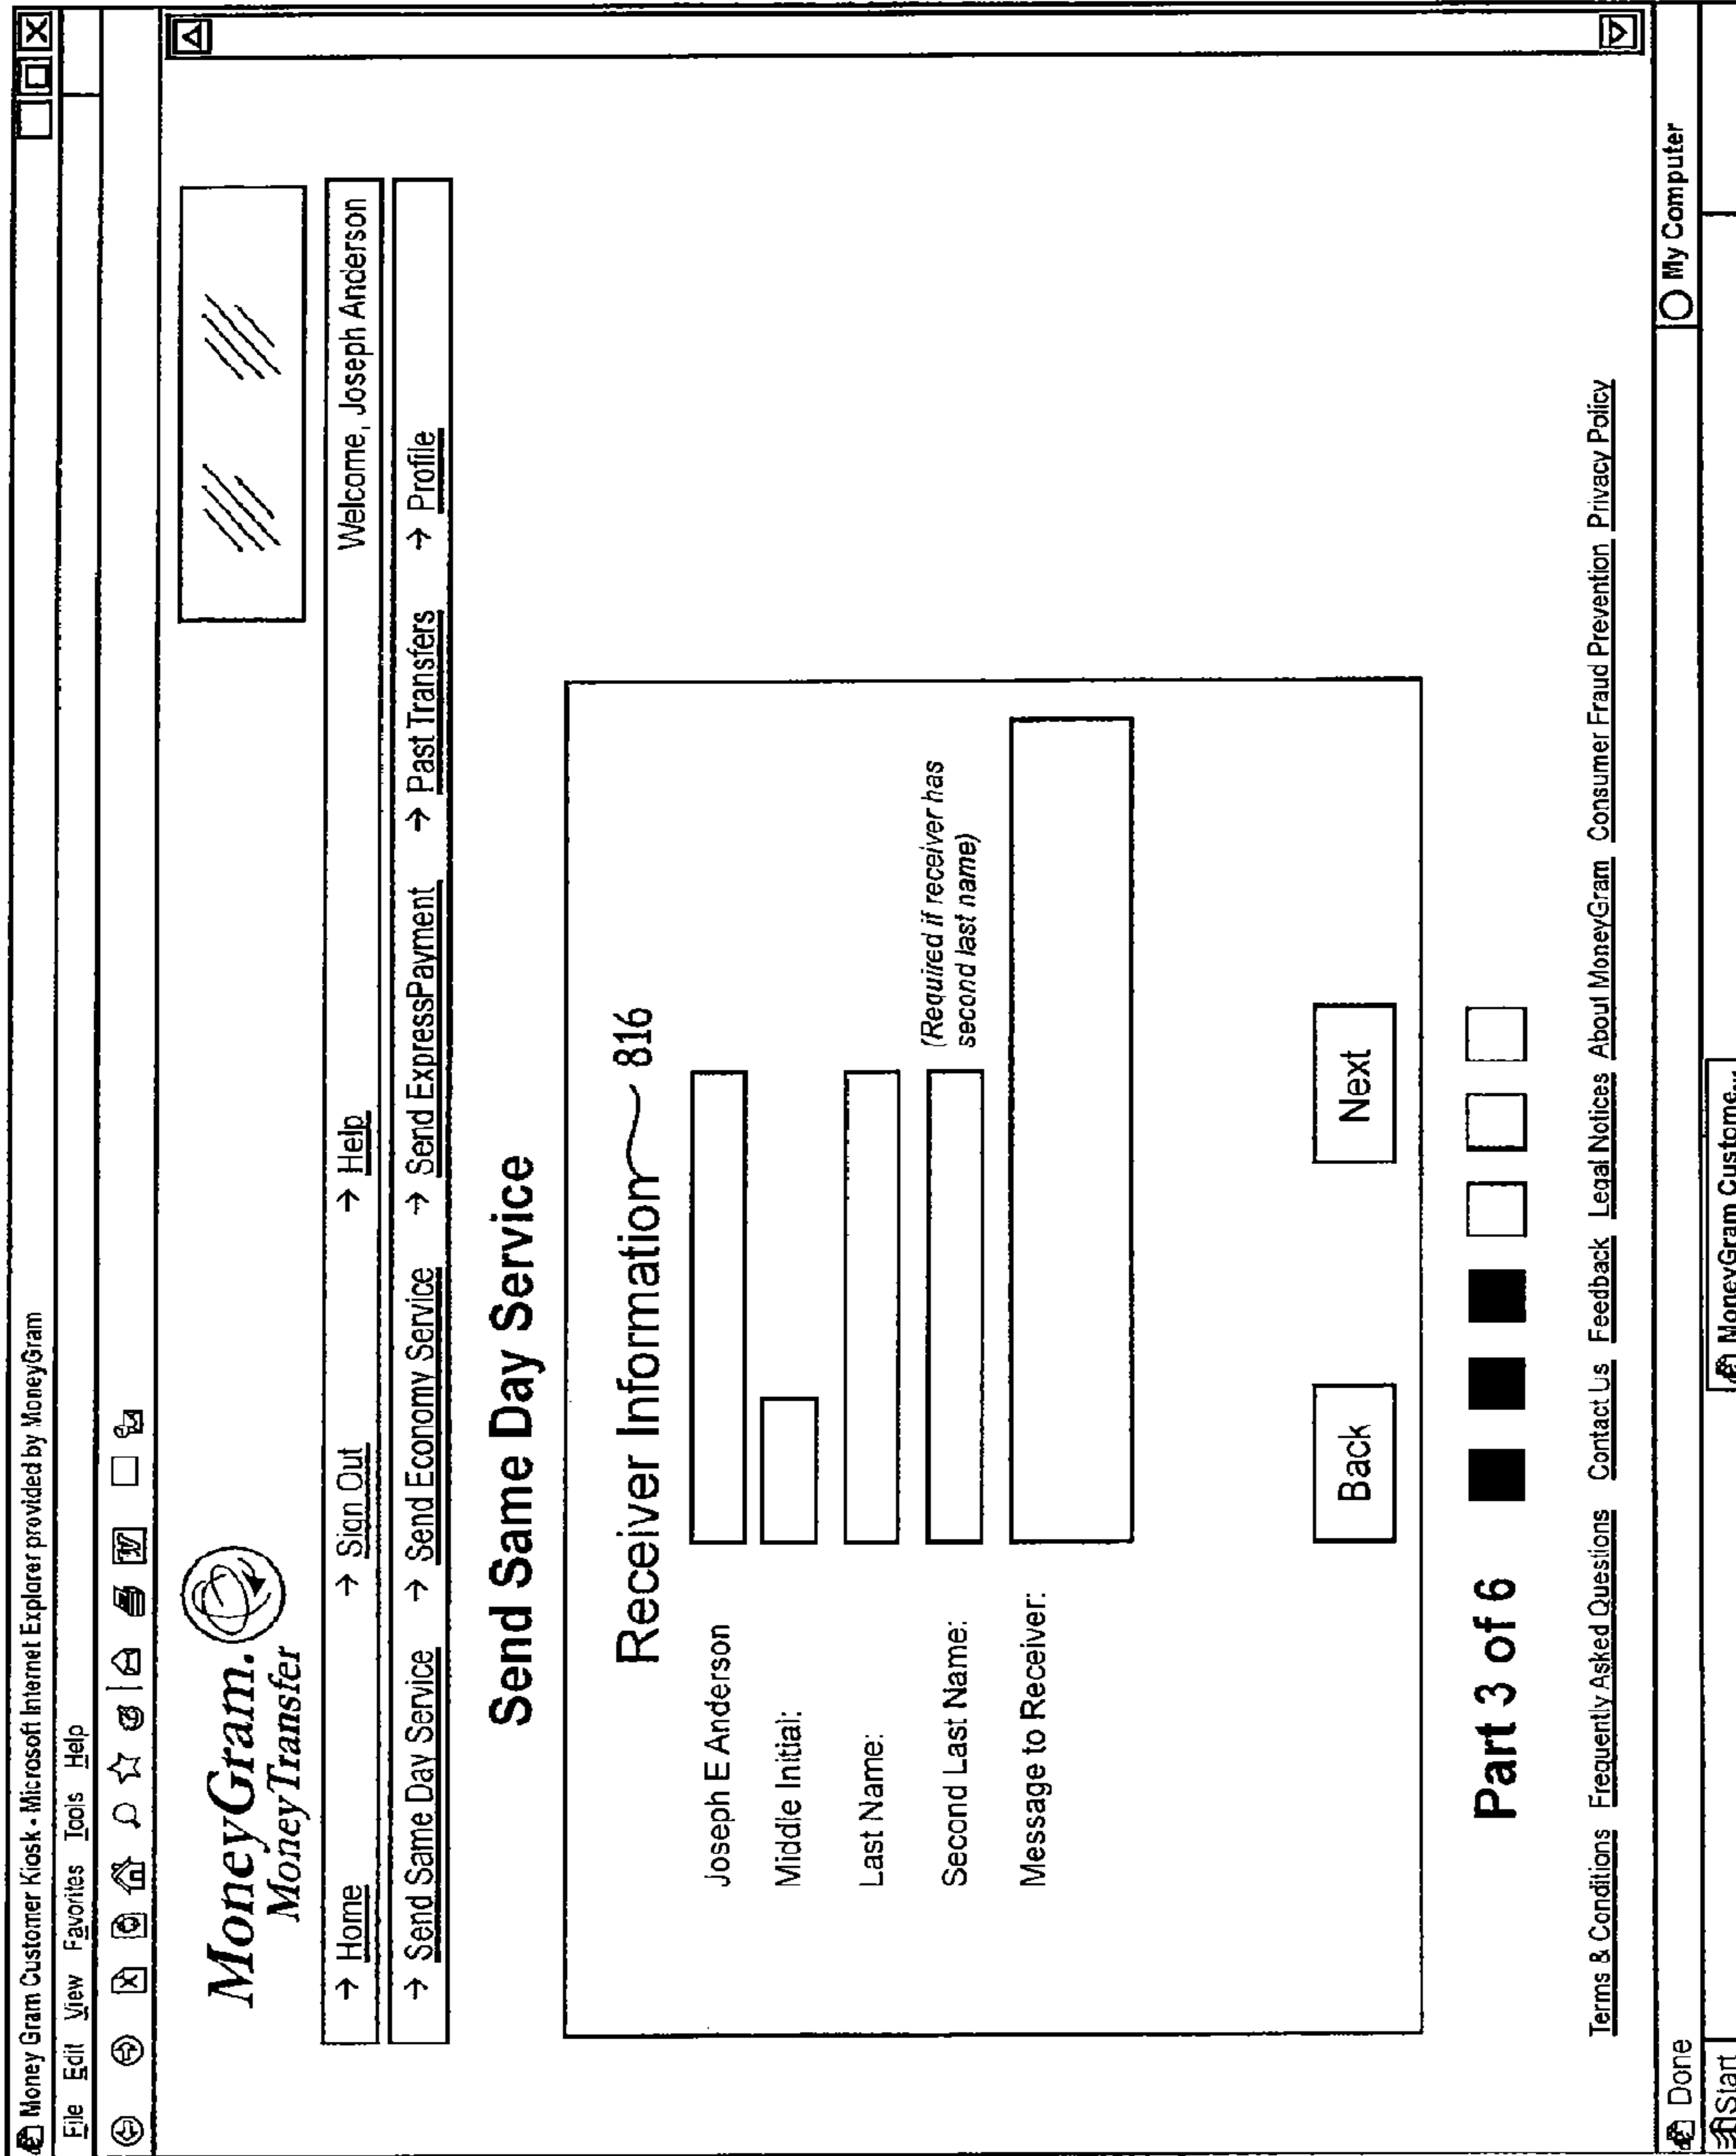 Money Gram Customer Kiosk - Microsoft Internet Explorer provided by MoneyGram
File Edit View Favorites Tools Help
W
MoneyGram.
MoneyTransfer
→ Home → Sign Out → Help Welcome, Joseph Anderson
→ Send Same Day Service → Send Economy Service → Send ExpressPayment → Past Transfers → Profile
Send Same Day Service
Receiver Information 816
Joseph E Anderson
Middle Initial:
Last Name:
Second Last Name: (Required if receiver has
second last name)
Message to Receiver:
Back Next
Part 3 of 6
Terms & Conditions Frequently Asked Questions Contact Us Feedback Legal Notices About MoneyGram Consumer Fraud Prevention Privacy Policy
Done My Computer
Start MoneyGram Custome...